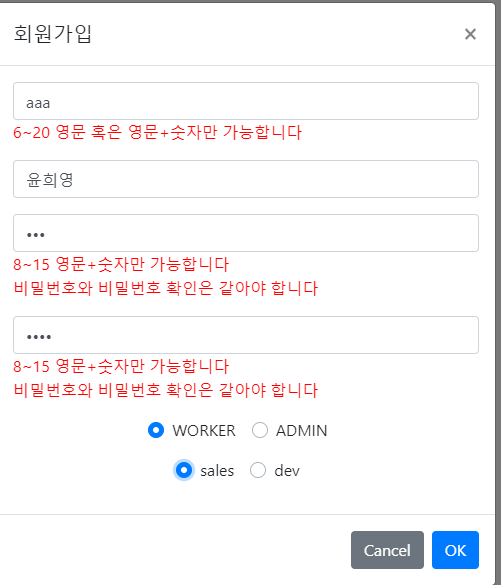 회원가입 ×
aaa
6~20 영문 혹은 영문+숫자만 가능합니다
윤희영
•••
8~15 영문+숫자만 가능합니다
비밀번호와 비밀번호 확인은 같아야 합니다
••••
8~15 영문+숫자만 가능합니다
비밀번호와 비밀번호 확인은 같아야 합니다
WORKER ADMIN
sales dev
Cancel OK